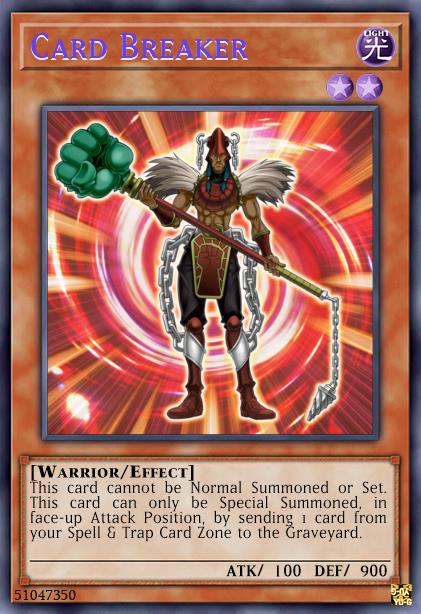 Card Breaker
LIGHT
光
[Warrior/Effect]
This card cannot be Normal Summoned or Set.
This card can only be Special Summoned, in
face-up Attack Position, by sending 1 card from
your Spell & Trap Card Zone to the Graveyard.
ATK/ 100 DEF/ 900
51047350